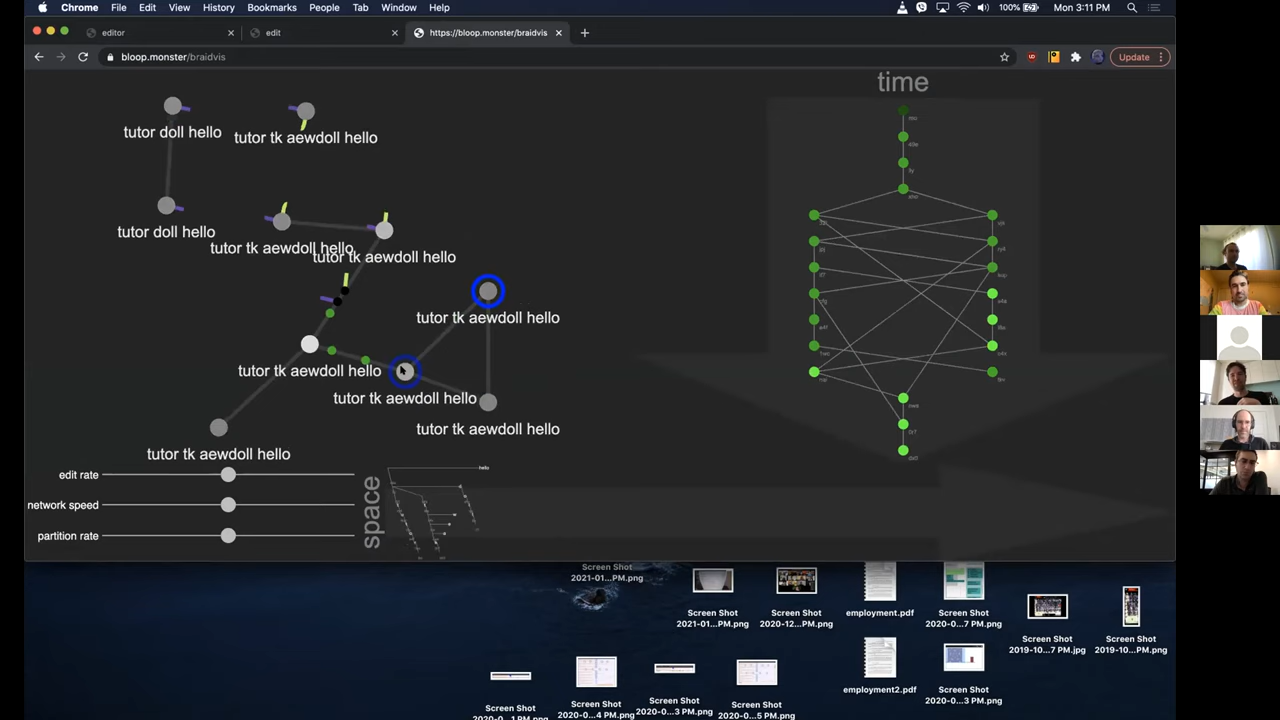 Chrome File Edit View History Bookmarks People Tab Window Help
100% Mon 3:11 PM
editor
edit
https://bloop.monster/braidvis
bloop.monster/braidvis
Update
time
tutor doll hello
tutor tk aewdoll hello
tutor doll hello
tutor tk aewdoll hello
tutor tk aewdoll hello
tutor tk aewdoll hello
tutor tk aewdoll hello
tutor tk aewdoll hello
tutor tk aewdoll hello
tutor tk aewdoll hello
edit rate
network speed
partition rate
space
hello
Screen Shot
2021-01...PM.png
Screen Shot
2021-01...PM.png
Screen Shot
2020-12...PM.png
employment.pdf
Screen Shot
2020-0...7 PM.png
Screen Shot
2019-10...7 PM.jpg
Screen Shot
2019-10...PM.png
Screen Shot
2020-0...1 PM.png
Screen Shot
2020-0...4 PM.png
Screen Shot
2020-0...3 PM.png
Screen Shot
2020-0...5 PM.png
employment2.pdf
Screen Shot
2020-0...3 PM.png